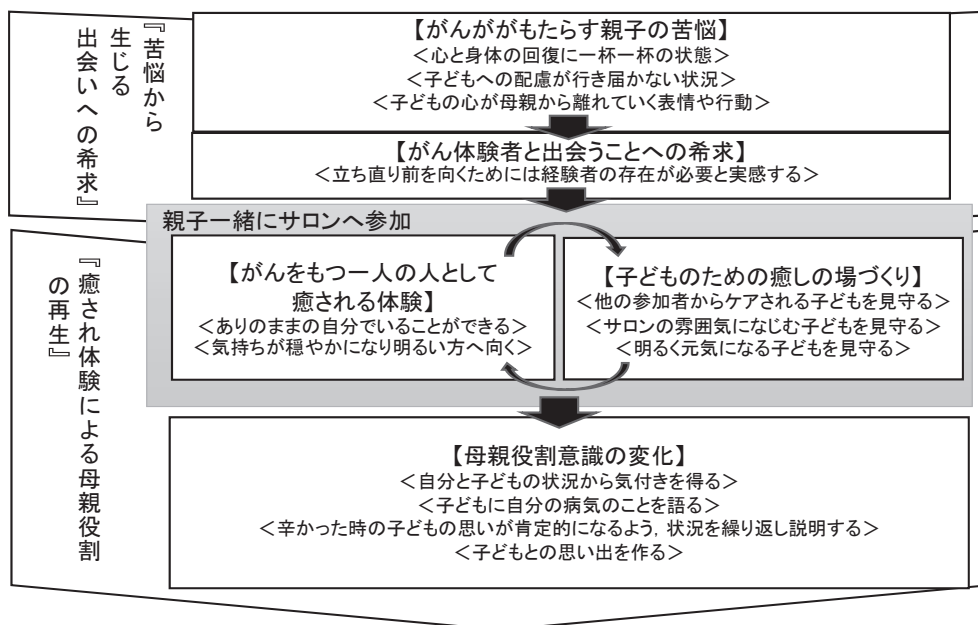 『苦悩から
生じる
出会いへの希求』
【がんががもたらす親子の苦悩】
<心と身体の回復に一杯一杯の状態>
<子どもへの配慮が行き届かない状況>
<子どもの心が母親から離れていく表情や行動>
【がん体験者と出会うことへの希求】
<立ち直り前を向くためには経験者の存在が必要と実感する>
親子一緒にサロンへ参加
『癒され体験による母親役割
の再生』
【がんをもつ一人の人として
癒される体験】
<ありのままの自分でいることができる>
<気持ちが穏やかになり明るい方へ向く>
【子どものための癒しの場づくり】
<他の参加者からケアされる子どもを見守る>
<サロンの雰囲気になじむ子どもを見守る>
<明るく元気になる子どもを見守る>
【母親役割意識の変化】
<自分と子どもの状況から気付きを得る>
<子どもに自分の病気のことを語る>
<辛かった時の子どもの思いが肯定的になるよう, 状況を繰り返し説明する>
<子どもとの思い出を作る>